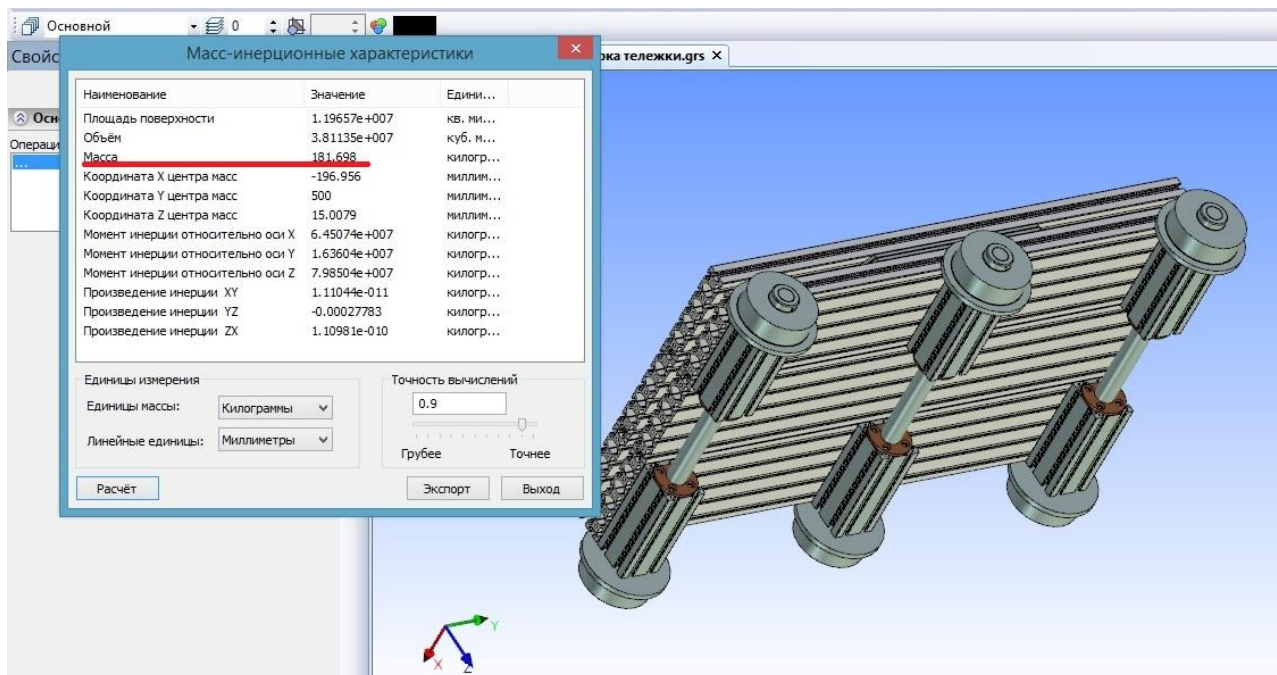 Основной 0
Свойс
Масс-инерционные характеристики
рка тележки.grs X
Наименование Значение Едини...
Осн
Площадь поверхности 1.19657e+007 кв. ми...
Объём 3.81135e+007 куб. м...
Операци
Масса 181.698 килогр...
...
Координата X центра масс -196.956 миллим...
Координата Y центра масс 500 миллим...
Координата Z центра масс 15.0079 миллим...
Момент инерции относительно оси X 6.45074e+007 килогр...
Момент инерции относительно оси Y 1.63604e+007 килогр...
Момент инерции относительно оси Z 7.98504e+007 килогр...
Произведение инерции XY 1.11044e-011 килогр...
Произведение инерции YZ -0.00027783 килогр...
Произведение инерции ZX 1.10981e-010 килогр...
Единицы измерения
Единицы массы: Килограммы
Линейные единицы: Миллиметры
Точность вычислений
0.9
Грубее Точнее
Расчёт Экспорт Выход
Y
X Z